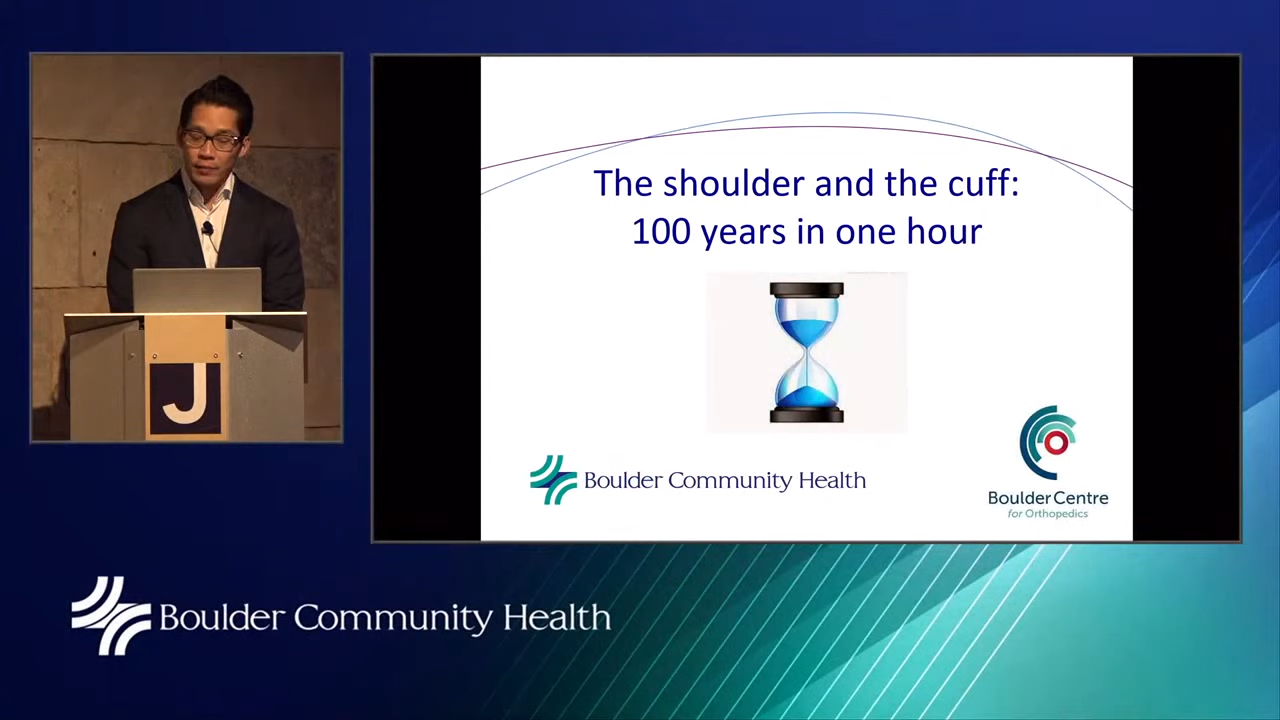 The shoulder and the cuff:
100 years in one hour
Boulder Community Health
Boulder Centre
for Orthopedics
J
Boulder Community Health